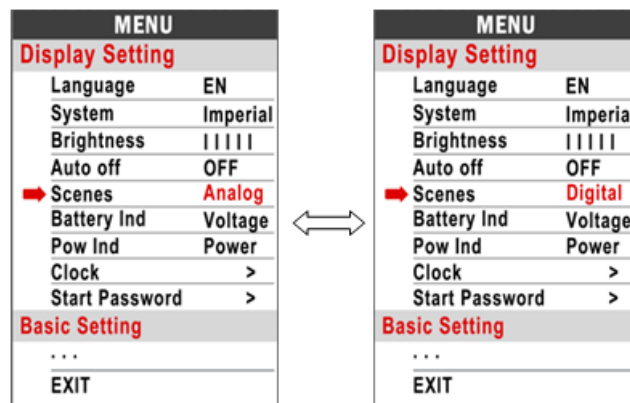 MENU
Display Setting
Language EN
System Imperial
Brightness | | | | |
Auto off OFF
Scenes Analog
Battery Ind Voltage
Pow Ind Power
Clock >
Start Password >
Basic Setting
. . .
EXIT
MENU
Display Setting
Language EN
System Imperia
Brightness | | | | |
Auto off OFF
Scenes Digital
Battery Ind Voltage
Pow Ind Power
Clock >
Start Password >
Basic Setting
. . .
EXIT